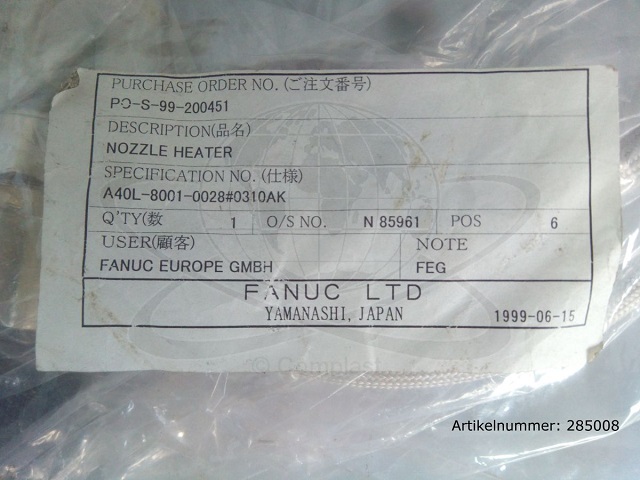 PURCHASE ORDER NO.(ご注文番号)
PO-S-99-200451
DESCRIPTION(品名)
NOZZLE HEATER
SPECIFICATION NO.(仕様)
A40L-8001-0028#0310AK
Q'TY(数 1 O/S NO. N 85961 POS 6
USER(顧客) NOTE
FANUC EUROPE GMBH FEG
FANUC LTD
YAMANASHI, JAPAN 1999-06-15
Artikelnummer: 285008